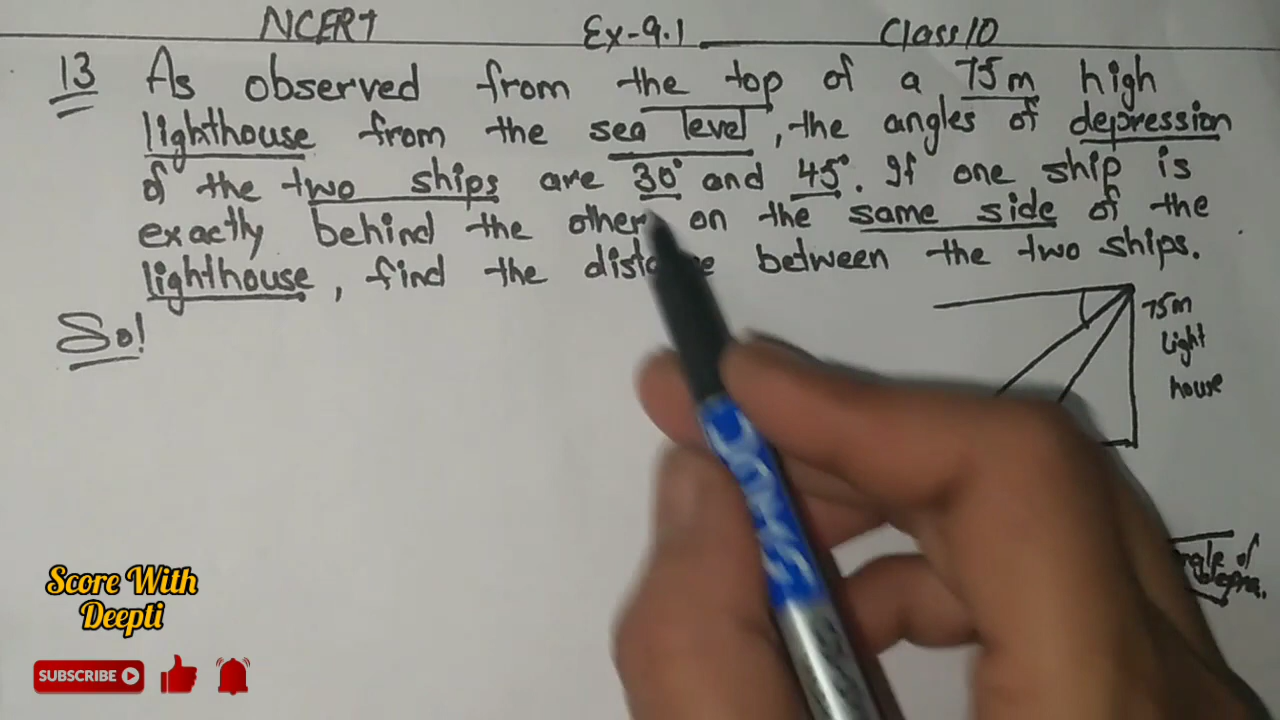 NCERT Ex-9.1 Class 10
13 As observed from the top of a 75m high
lighthouse from the sea level, the angles of depression
of the two ships are 30° and 45°. If one ship is
exactly behind the other on the same side of the
lighthouse, find the between the two ships.
Sol
75m
Light
house
of
Score With
Deepti
SUBSCRIBE